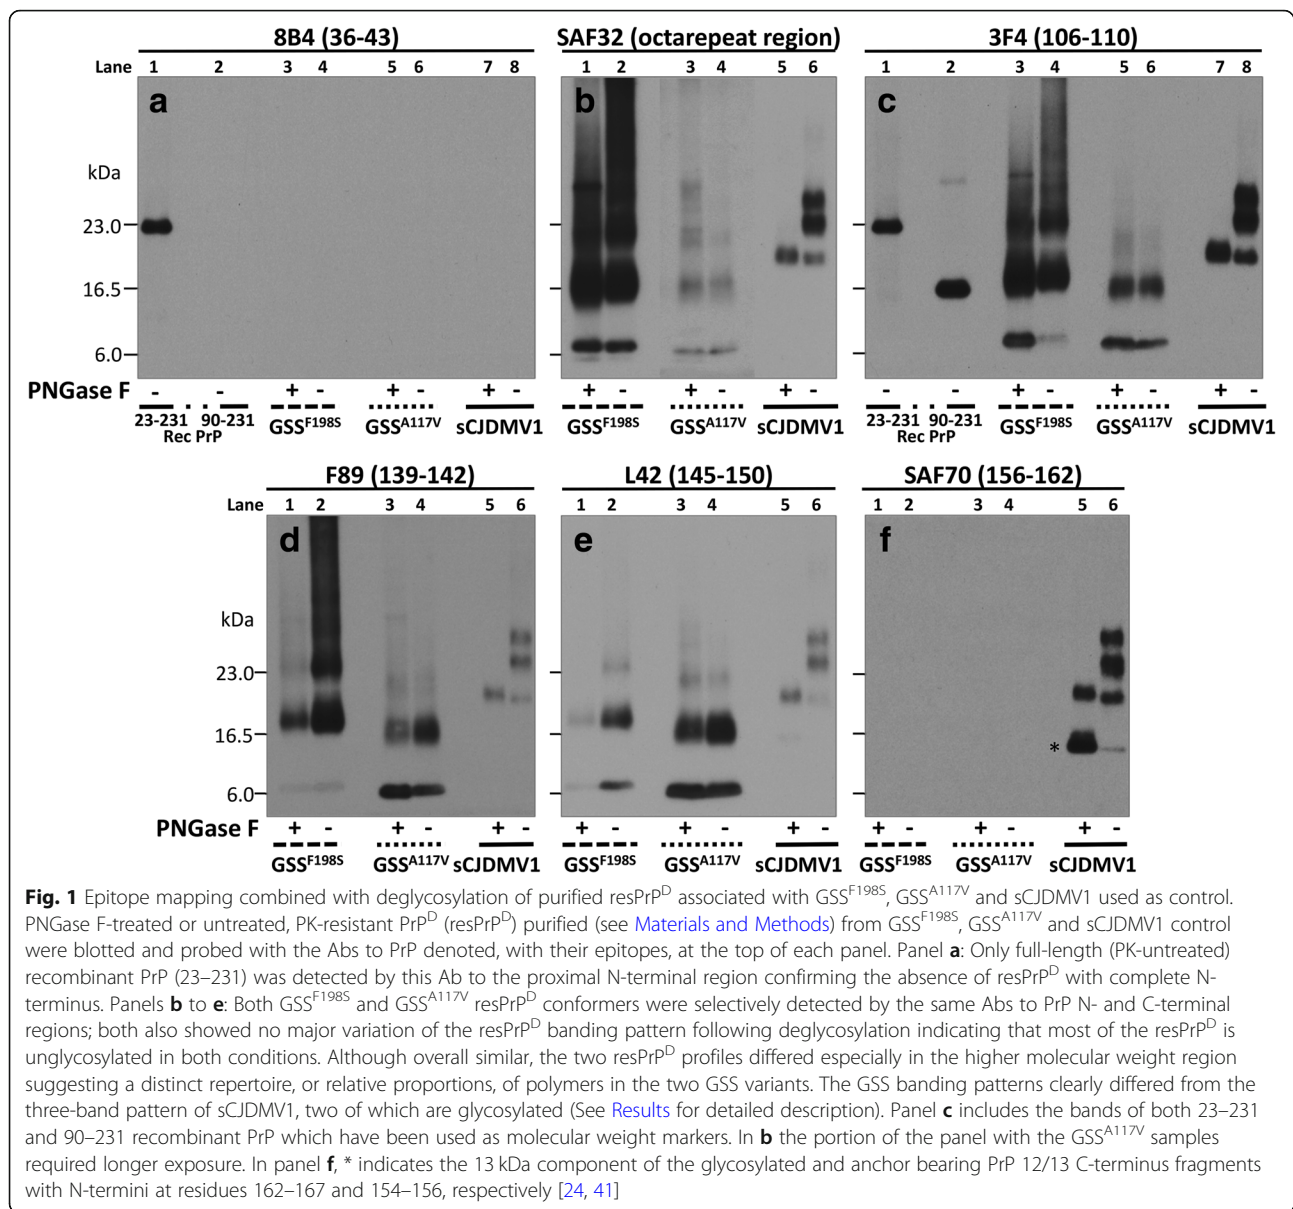 8B4 (36-43) SAF32 (octarepeat region) 3F4 (106-110)
Lane 1 2 3 4 5 6 7 8 1 2 3 4 5 6 1 2 3 4 5 6 7 8
a b c
kDa
23.0
16.5
6.0
PNGase F - - + - + - + - + - + - + - - - + - + - + -
23-231 90-231 GSSF198S GSSA117V sCJDMV1 GSSF198S GSSA117V sCJDMV1 23-231 90-231 GSSF198S GSSA117V sCJDMV1
Rec PrP Rec PrP
F89 (139-142) L42 (145-150) SAF70 (156-162)
Lane 1 2 3 4 5 6 1 2 3 4 5 6 1 2 3 4 5 6
d e f
kDa
23.0
16.5
*
6.0
PNGase F + - + - + - + - + - + - + - + - + -
GSSF198S GSSA117V sCJDMV1 GSSF198S GSSA117V sCJDMV1 GSSF198S GSSA117V sCJDMV1
Fig. 1 Epitope mapping combined with deglycosylation of purified resPrPD associated with GSSF198S, GSSA117V and sCJDMV1 used as control.
PNGase F-treated or untreated, PK-resistant PrPD (resPrPD) purified (see Materials and Methods) from GSSF198S, GSSA117V and sCJDMV1 control
were blotted and probed with the Abs to PrP denoted, with their epitopes, at the top of each panel. Panel a: Only full-length (PK-untreated)
recombinant PrP (23–231) was detected by this Ab to the proximal N-terminal region confirming the absence of resPrPD with complete N-
terminus. Panels b to e: Both GSSF198S and GSSA117V resPrPD conformers were selectively detected by the same Abs to PrP N- and C-terminal
regions; both also showed no major variation of the resPrPD banding pattern following deglycosylation indicating that most of the resPrPD is
unglycosylated in both conditions. Although overall similar, the two resPrPD profiles differed especially in the higher molecular weight region
suggesting a distinct repertoire, or relative proportions, of polymers in the two GSS variants. The GSS banding patterns clearly differed from the
three-band pattern of sCJDMV1, two of which are glycosylated (See Results for detailed description). Panel c includes the bands of both 23–231
and 90–231 recombinant PrP which have been used as molecular weight markers. In b the portion of the panel with the GSSA117V samples
required longer exposure. In panel f, * indicates the 13 kDa component of the glycosylated and anchor bearing PrP 12/13 C-terminus fragments
with N-termini at residues 162–167 and 154–156, respectively [24, 41]